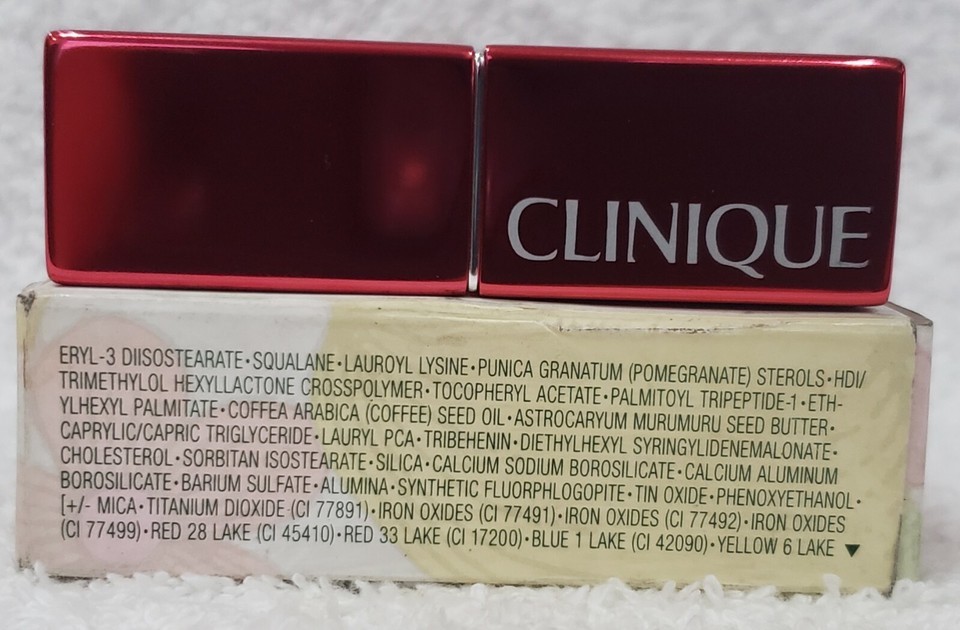 CLINIQUE
ERYL-3 DIISOSTEARATE•SQUALANE•LAUROYL LYSINE•PUNICA GRANATUM (POMEGRANATE) STEROLS•HDI/
TRIMETHYLOL HEXYLLACTONE CROSSPOLYMER•TOCOPHERYL ACETATE•PALMITOYL TRIPEPTIDE-1•ETH-
YLHEXYL PALMITATE•COFFEA ARABICA (COFFEE) SEED OIL•ASTROCARYUM MURUMURU SEED BUTTER•
CAPRYLIC/CAPRIC TRIGLYCERIDE•LAURYL PCA•TRIBEHENIN•DIETHYLHEXYL SYRINGYLIDENEMALONATE•
CHOLESTEROL•SORBITAN ISOSTEARATE•SILICA•CALCIUM SODIUM BOROSILICATE•CALCIUM ALUMINUM
BOROSILICATE•BARIUM SULFATE•ALUMINA•SYNTHETIC FLUORPHLOGOPITE•TIN OXIDE•PHENOXYETHANOL•
[+/- MICA•TITANIUM DIOXIDE (CI 77891)•IRON OXIDES (CI 77491)•IRON OXIDES (CI 77492)•IRON OXIDES
(CI 77499)•RED 28 LAKE (CI 45410)•RED 33 LAKE (CI 17200)•BLUE 1 LAKE (CI 42090)•YELLOW 6 LAKE ▼